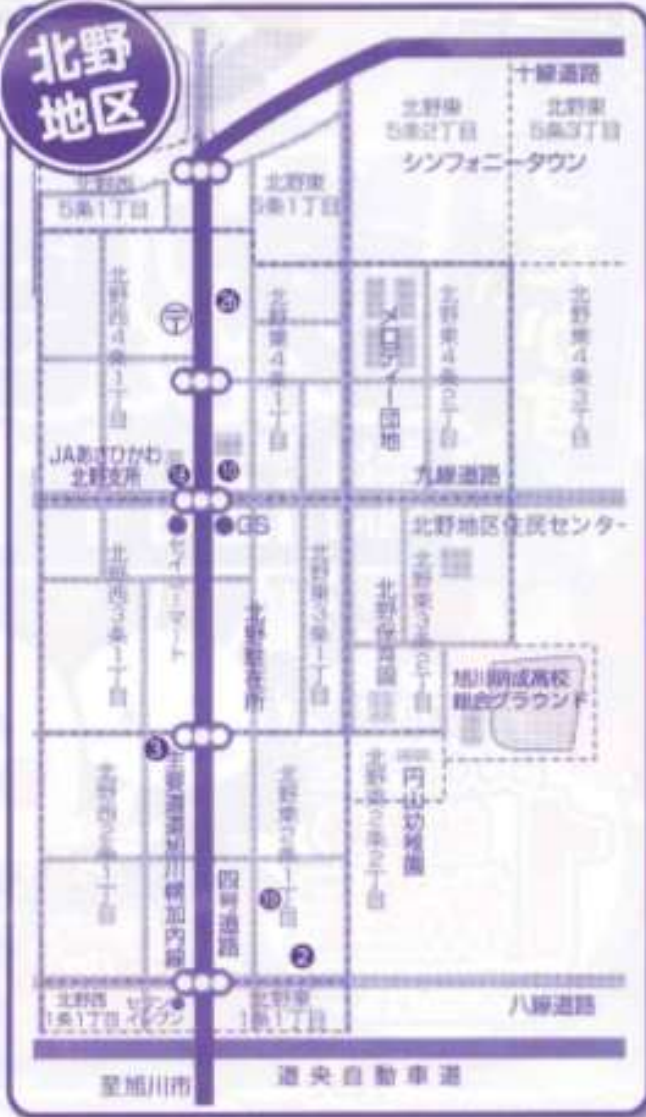 北野
地区
十線道路
北野東
5条2丁目
北野東
5条3丁目
シンフォニータウン
北野西
5条1丁目
北野東
5条1丁目
北野西4条1丁目
〒
26
北野東4条1丁目
メロディー団地
北野東4条2丁目
北野東4条3丁目
JAあさひかわ
北野支所
九線道路
GS
北野地区住民センター
北野西3条1丁目
セイコーマート
北野駐在所
北野東3条1丁目
北野保育園
北野東3条2丁目
旭川明成高校
総合グラウンド
3
北野西2条1丁目
主要道道旭川幌加内線
四号道路
北野東2条1丁目
北野東2条2丁目
円山幼稚園
2
北野西
1条1丁目
セブン
イレブン
北野東
1条1丁目
八線道路
至旭川市
道央自動車道